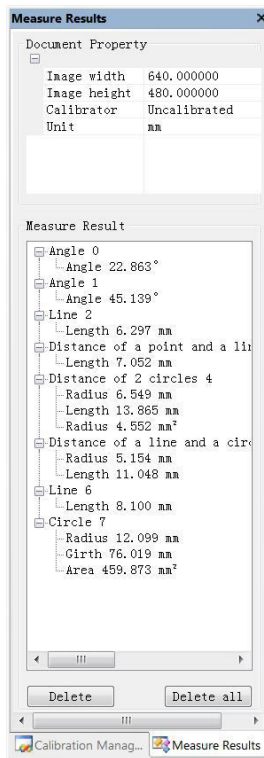 Measure Results
Document Property
Image width 640.000000
Image height 480.000000
Calibrator Uncalibrated
Unit mm
Measure Result
Angle 0
Angle 22.863°
Angle 1
Angle 45.139°
Line 2
Length 6.297 mm
Distance of a point and a lin
Length 7.052 mm
Distance of 2 circles 4
Radius 6.549 mm
Length 13.865 mm
Radius 4.552 mm²
Distance of a line and a circ
Radius 5.154 mm
Length 11.048 mm
Line 6
Length 8.100 mm
Circle 7
Radius 12.099 mm
Girth 76.019 mm
Area 459.873 mm²
Delete Delete all
Calibration Manag... Measure Results